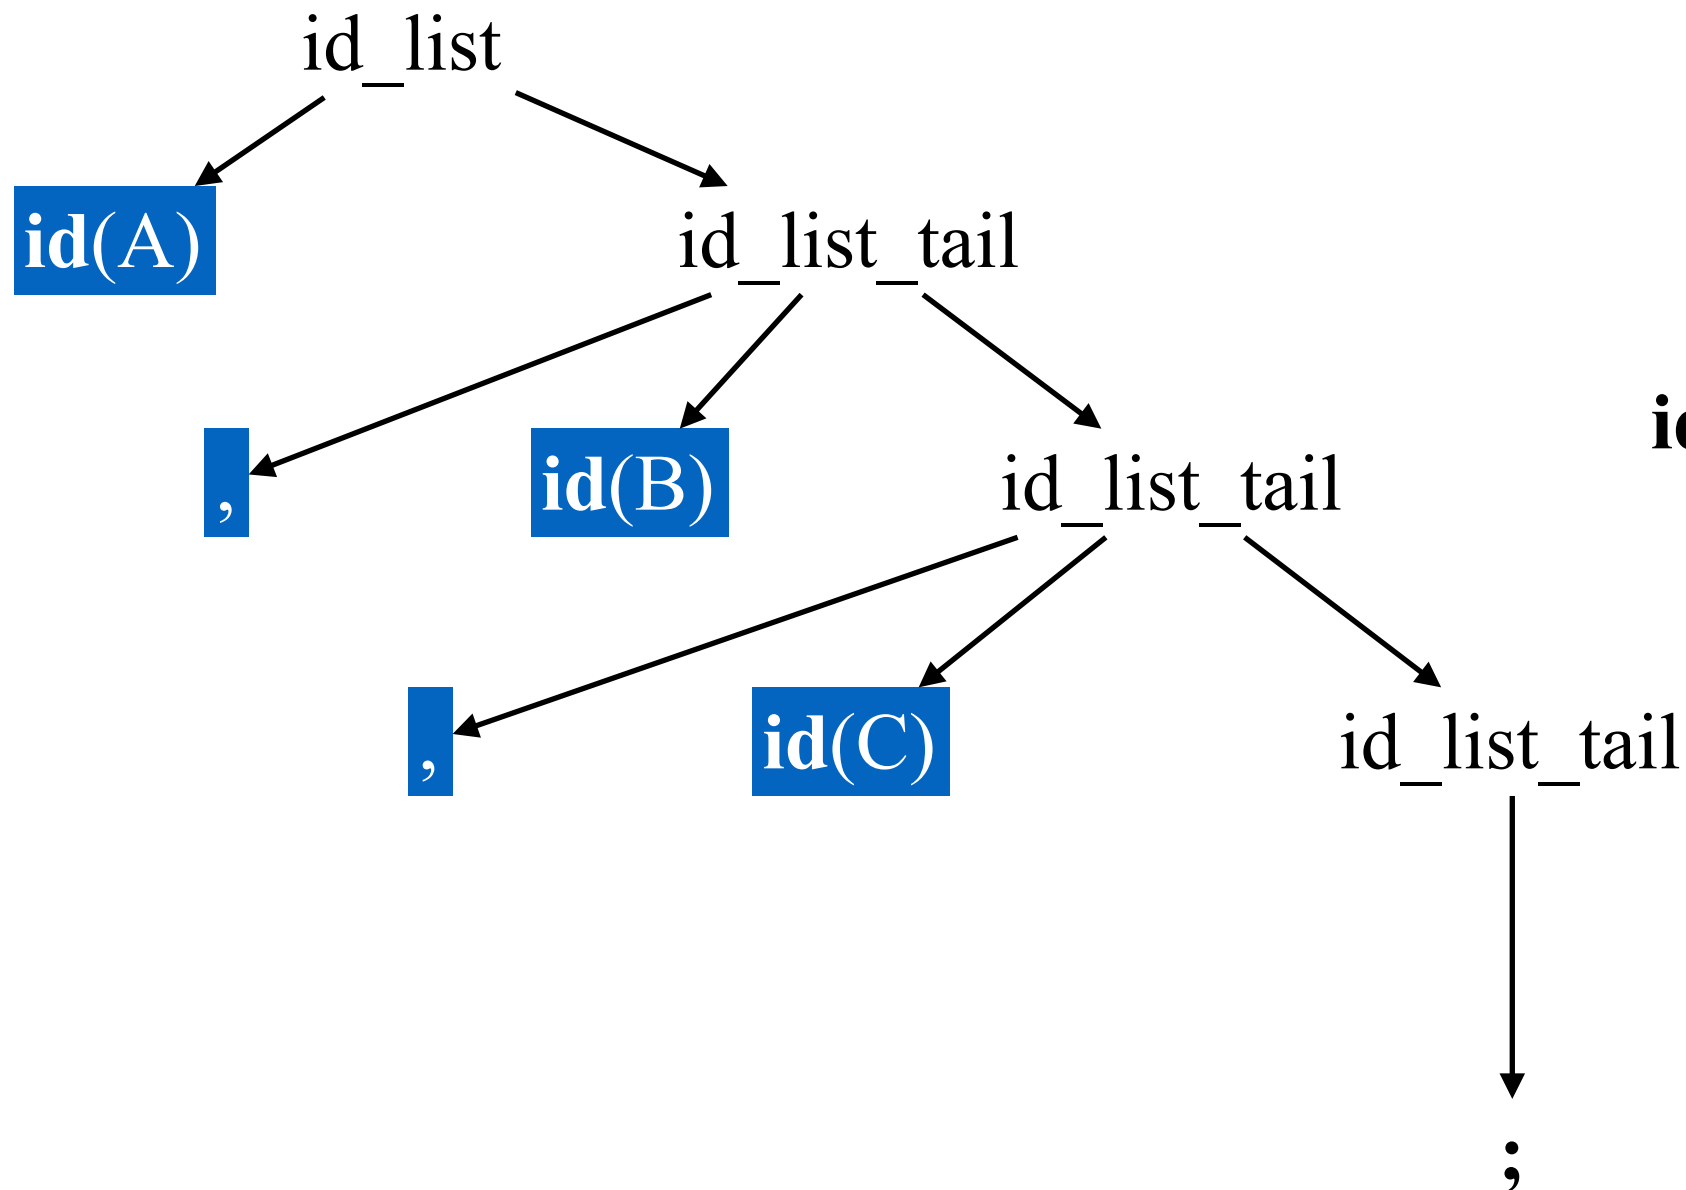 id_list
id(A)
id_list_tail
,
id(B)
id_list_tail
,
id(C)
id_list_tail
;